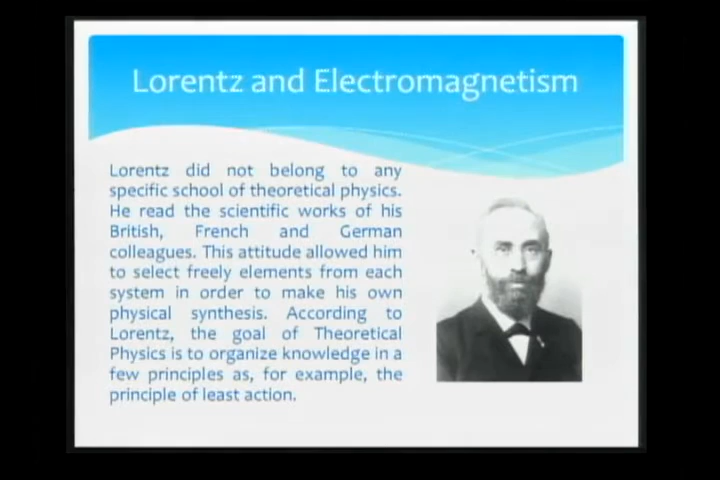 Lorentz and Electromagnetism
Lorentz did not belong to any
specific school of theoretical physics.
He read the scientific works of his
British, French and German
colleagues. This attitude allowed him
to select freely elements from each
system in order to make his own
physical synthesis. According to
Lorentz, the goal of Theoretical
Physics is to organize knowledge in a
few principles as, for example, the
principle of least action.